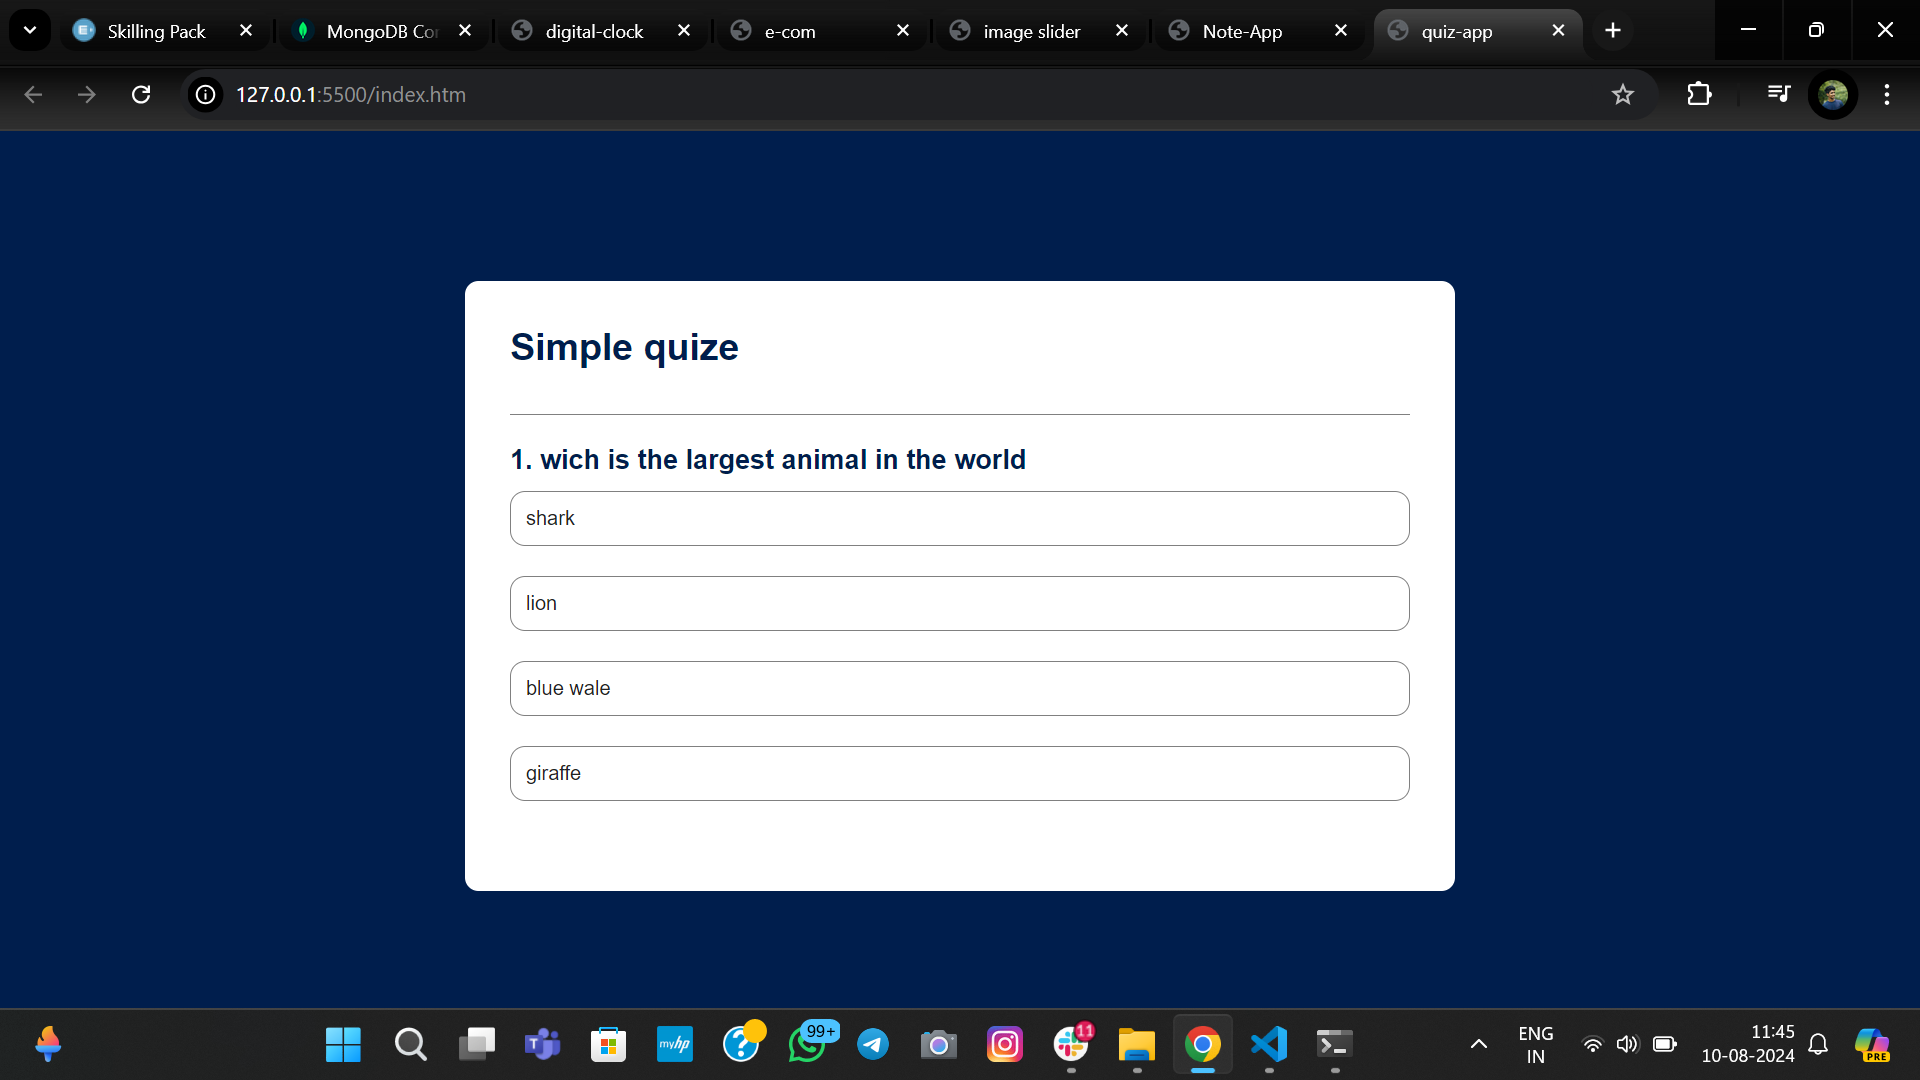 Skilling Pack
MongoDB Cor
digital-clock
e-com
image slider
Note-App
quiz-app
127.0.0.1:5500/index.htm
Simple quize
1. wich is the largest animal in the world
shark
lion
blue wale
giraffe
myhp
99+
11
ENG
IN
11:45
10-08-2024
PRE